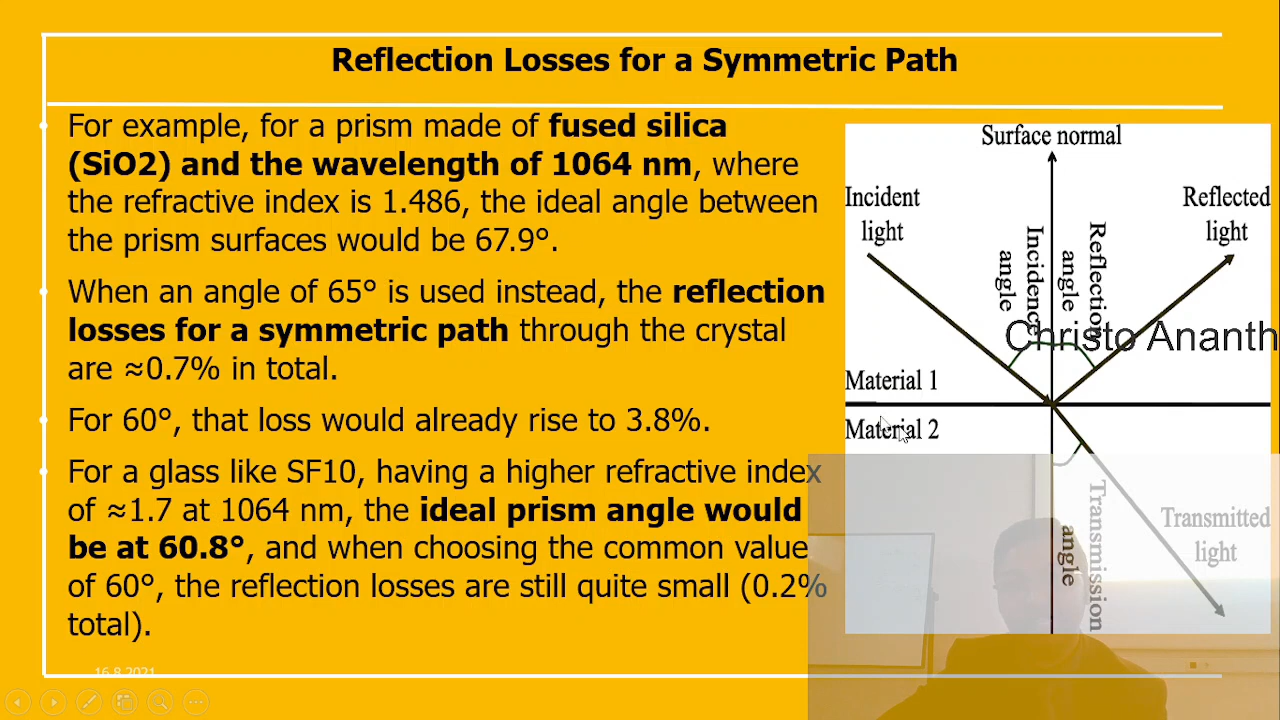 Reflection Losses for a Symmetric Path
For example, for a prism made of fused silica
(SiO2) and the wavelength of 1064 nm, where
the refractive index is 1.486, the ideal angle between
the prism surfaces would be 67.9°.
When an angle of 65° is used instead, the reflection
losses for a symmetric path through the crystal
are ≈0.7% in total.
For 60°, that loss would already rise to 3.8%.
For a glass like SF10, having a higher refractive index
of ≈1.7 at 1064 nm, the ideal prism angle would
be at 60.8°, and when choosing the common value
of 60°, the reflection losses are still quite small (0.2%
total).
16.8.2021
Surface normal
Incident
light
Reflected
light
Incidence
angle
Reflection
angle
Christo Ananth
Material 1
Material 2
Transmission
angle
Transmitted
light